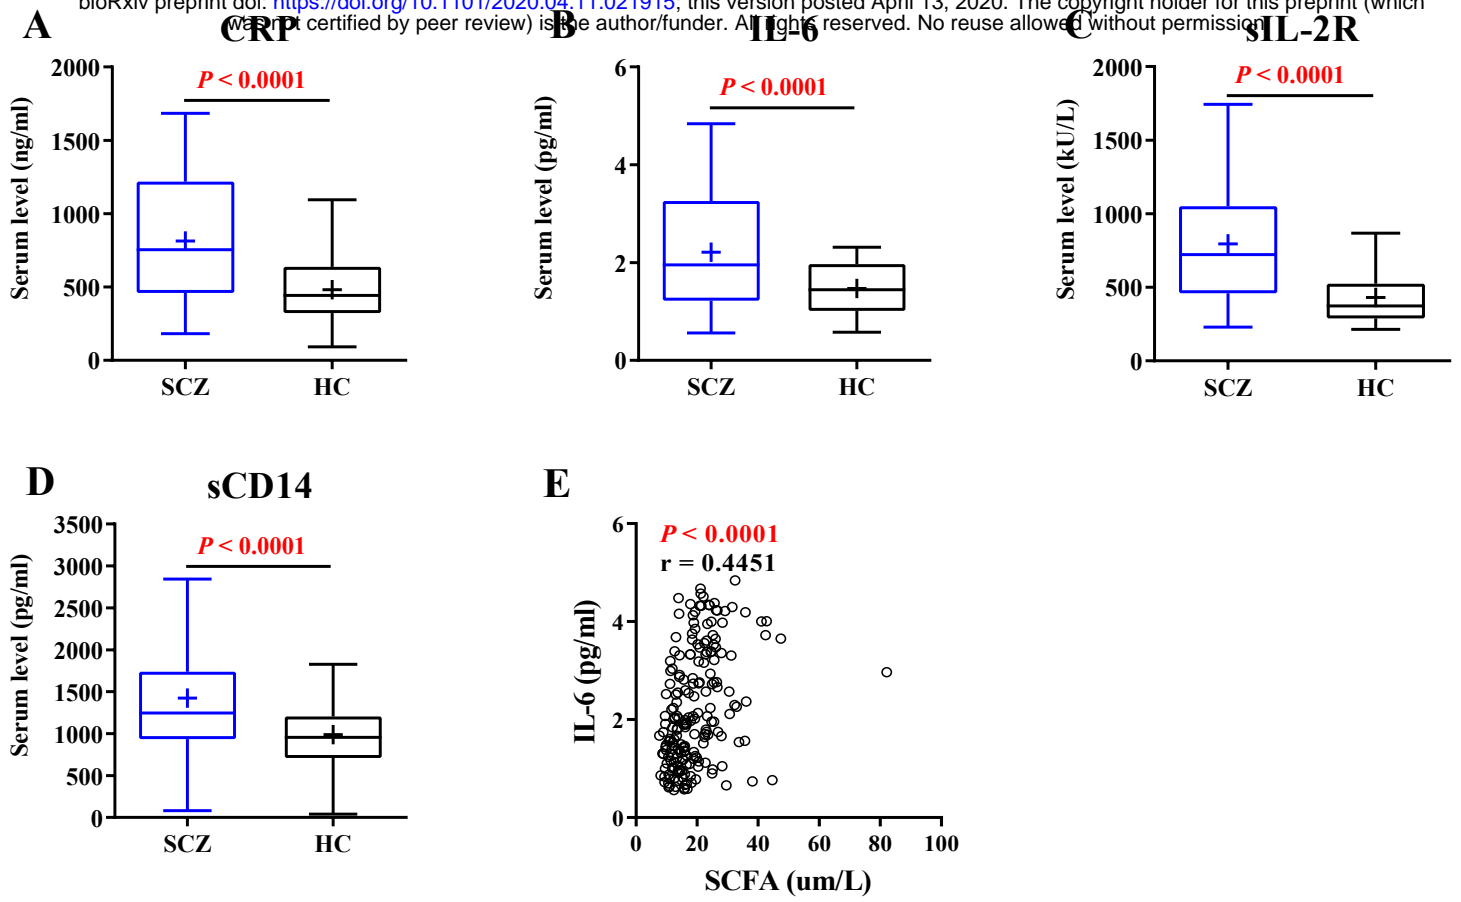 bioRxiv preprint doi: https://doi.org/10.1101/2020.04.11.021915; this version posted April 13, 2020. The copyright holder for this preprint (which
was not certified by peer review) is the author/funder. All rights reserved. No reuse allowed without permission.
A
CRP
2000
1500
1000
500
0
Serum level (ng/ml)
P < 0.0001
SCZ
HC
B
IL-6
6
4
2
0
Serum level (pg/ml)
P < 0.0001
SCZ
HC
C
sIL-2R
2000
1500
1000
500
0
Serum level (kU/L)
P < 0.0001
SCZ
HC
D
sCD14
3500
3000
2500
2000
1500
1000
500
0
Serum level (pg/ml)
P < 0.0001
SCZ
HC
E
6
4
2
0
IL-6 (pg/ml)
P < 0.0001
r = 0.4451
0 20 40 60 80 100
SCFA (um/L)